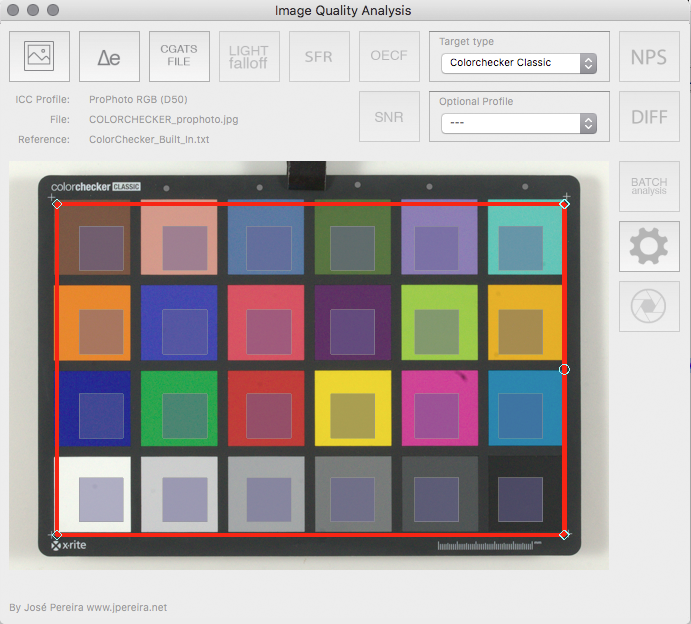 Image Quality Analysis
Δe
CGATS
FILE
LIGHT
falloff
SFR
OECF
Target type
Colorchecker Classic
NPS
ICC Profile: ProPhoto RGB (D50)
File: COLORCHECKER_prophoto.jpg
Reference: ColorChecker_Built_In.txt
SNR
Optional Profile
---
DIFF
BATCH
analysis
colorchecker CLASSIC
x-rite
By José Pereira www.jpereira.net